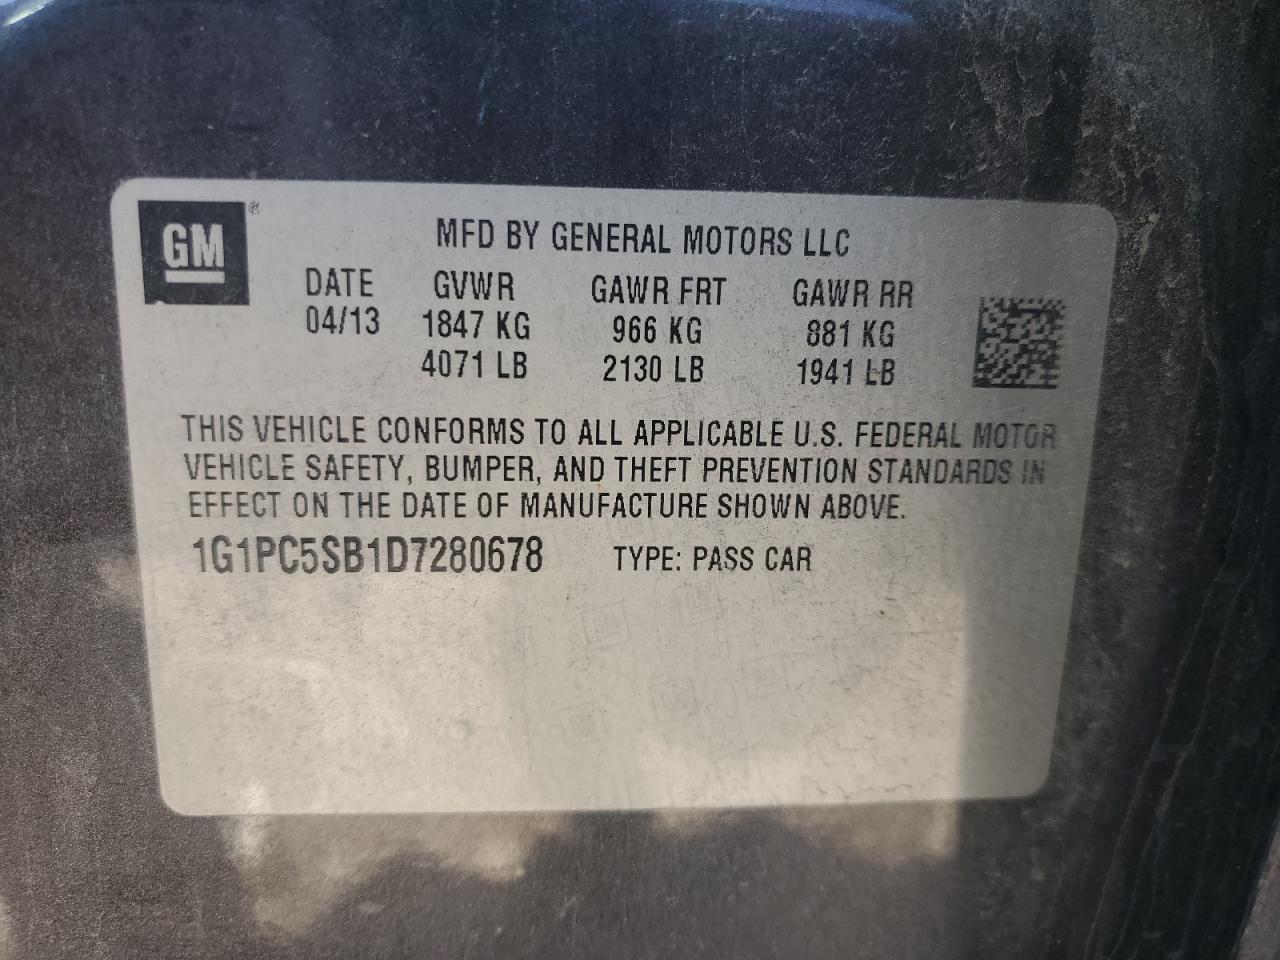 GM®
MFD BY GENERAL MOTORS LLC
DATE GVWR GAWR FRT GAWR RR
04/13 1847 KG 966 KG 881 KG
4071 LB 2130 LB 1941 LB
THIS VEHICLE CONFORMS TO ALL APPLICABLE U.S. FEDERAL MOTOR
VEHICLE SAFETY, BUMPER, AND THEFT PREVENTION STANDARDS IN
EFFECT ON THE DATE OF MANUFACTURE SHOWN ABOVE.
1G1PC5SB1D7280678 TYPE: PASS CAR